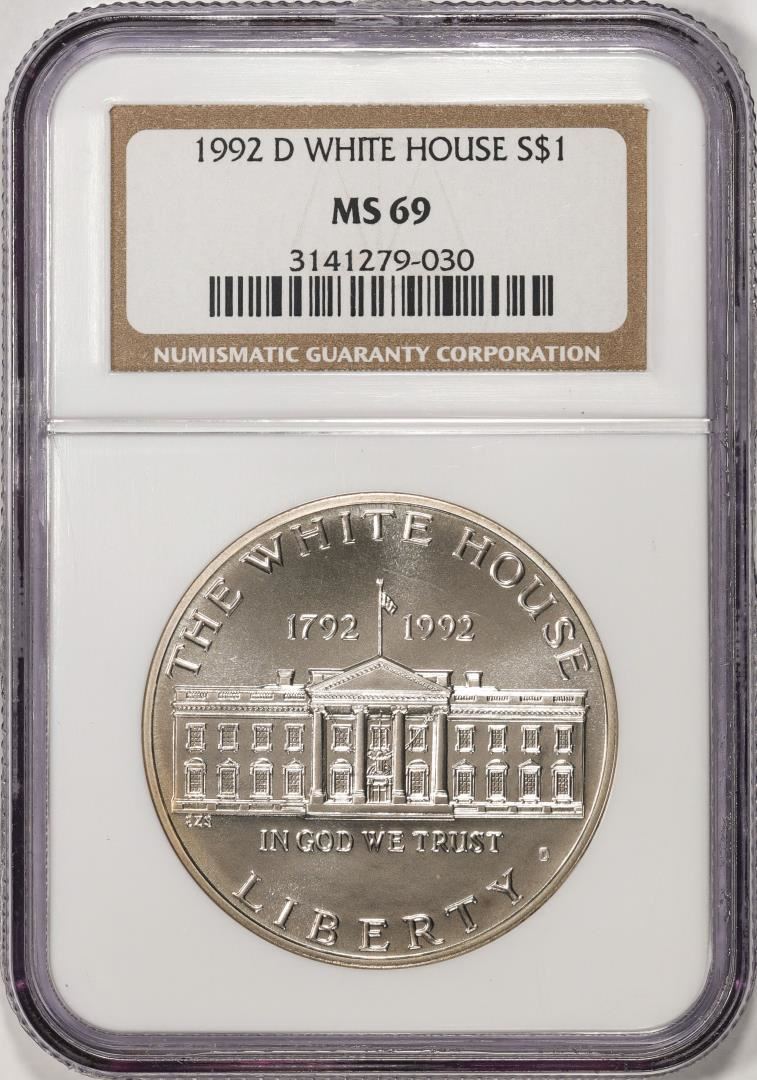 1992 D WHITE HOUSE S$1
MS 69
3141279-030
NUMISMATIC GUARANTY CORPORATION
THE WHITE HOUSE
1792 1992
IN GOD WE TRUST
D
LIBERTY